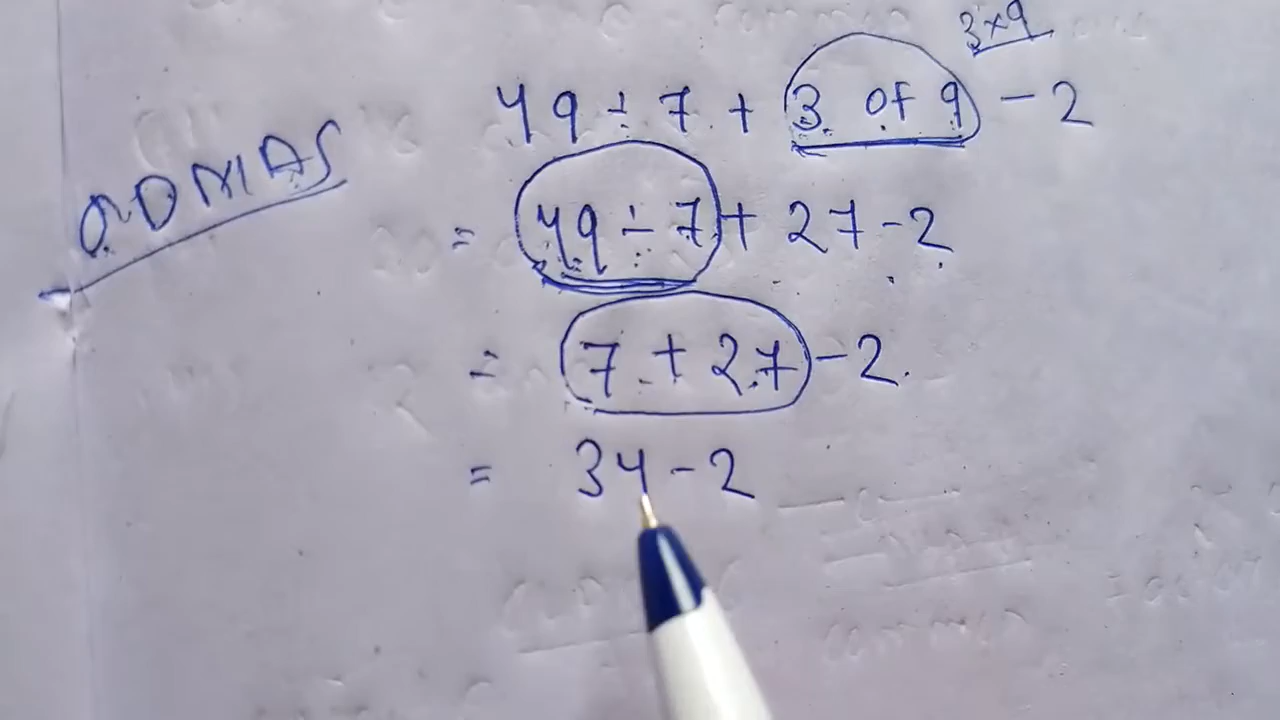 3×9
49 ÷ 7 + 3 of 9 - 2
ODMAS
= 49 ÷ 7 + 27 - 2
= 7 + 27 - 2
= 34 - 2